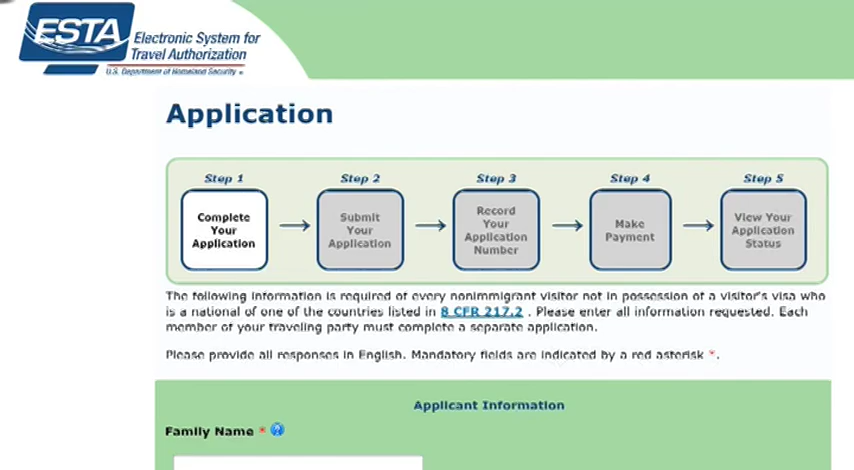 ESTA
Electronic System for
Travel Authorization
U.S. Department of Homeland Security
Application
Step 1
Step 2
Step 3
Step 4
Step 5
Complete
Your
Application
Submit
Your
Application
Record
Your
Application
Number
Make
Payment
View Your
Application
Status
The following information is required of every nonimmigrant visitor not in possession of a visitor's visa who
is a national of one of the countries listed in 8 CFR 217.2 . Please enter all information requested. Each
member of your traveling party must complete a separate application.
Please provide all responses in English. Mandatory fields are indicated by a red asterisk *.
Applicant Information
Family Name * ?